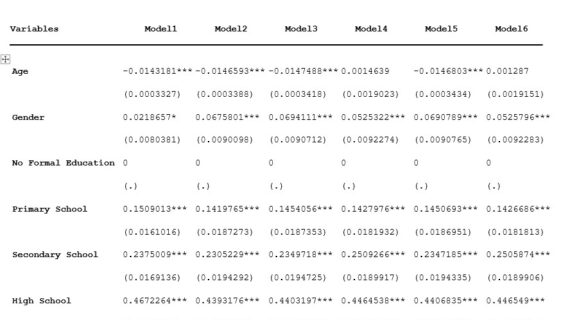 Variables Model1 Model2 Model3 Model4 Model5 Model6
Age -0.0143181*** -0.0146593*** -0.0147488*** 0.0014639 -0.0146803*** 0.001287
(0.0003327) (0.0003388) (0.0003418) (0.0019023) (0.0003434) (0.0019151)
Gender 0.0218657* 0.0675801*** 0.0694111*** 0.0525322*** 0.0690789*** 0.0525796***
(0.0080381) (0.0090098) (0.0090712) (0.0092274) (0.0090765) (0.0092283)
No Formal Education 0 0 0 0 0 0
(.) (.) (.) (.) (.) (.)
Primary School 0.1509013*** 0.1419765*** 0.1454056*** 0.1427976*** 0.1450693*** 0.1426686***
(0.0161016) (0.0187273) (0.0187353) (0.0181932) (0.0186951) (0.0181813)
Secondary School 0.2375009*** 0.2305229*** 0.2349718*** 0.2509266*** 0.2347185*** 0.2505874***
(0.0169136) (0.0194292) (0.0194725) (0.0189917) (0.0194335) (0.0189906)
High School 0.4672264*** 0.4393176*** 0.4403197*** 0.4464538*** 0.4406835*** 0.446549***